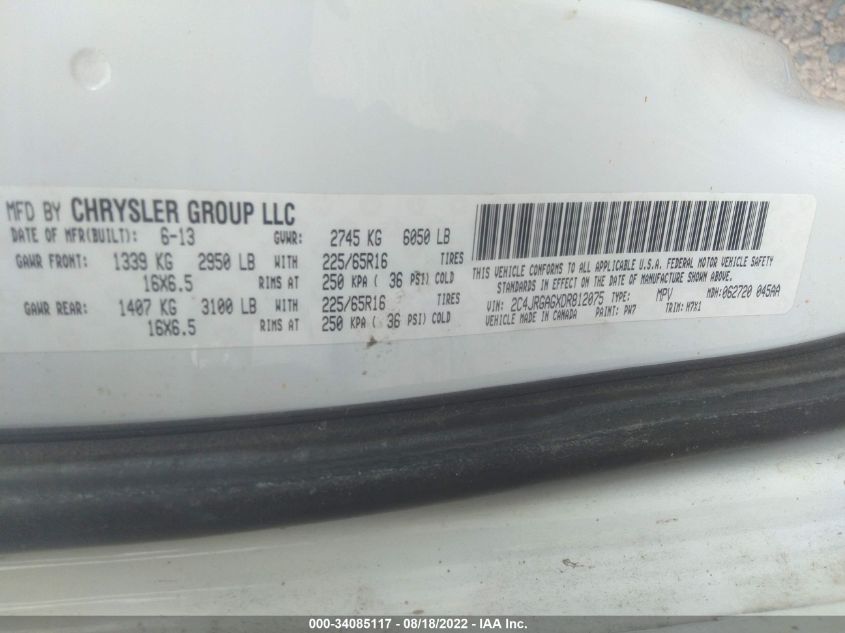 MFD BY CHRYSLER GROUP LLC
DATE OF MFR(BUILT): 6-13 GVWR: 2745 KG 6050 LB
GAWR FRONT: 1339 KG 2950 LB WITH 225/65R16 TIRES
16X6.5 RIMS AT 250 KPA ( 36 PSI) COLD
GAWR REAR: 1407 KG 3100 LB WITH 225/65R16 TIRES
16X6.5 RIMS AT 250 KPA ( 36 PSI) COLD
THIS VEHICLE CONFORMS TO ALL APPLICABLE U.S.A. FEDERAL MOTOR VEHICLE SAFETY
STANDARDS IN EFFECT ON THE DATE OF MANUFACTURE SHOWN ABOVE.
VIN: 2C4JRGAGXDR812075 TYPE: MPV MDH: 062720 045AA
VEHICLE MADE IN CANADA PAINT: PW7 TRIM: H7X1
000-34085117 - 08/18/2022 - IAA Inc.